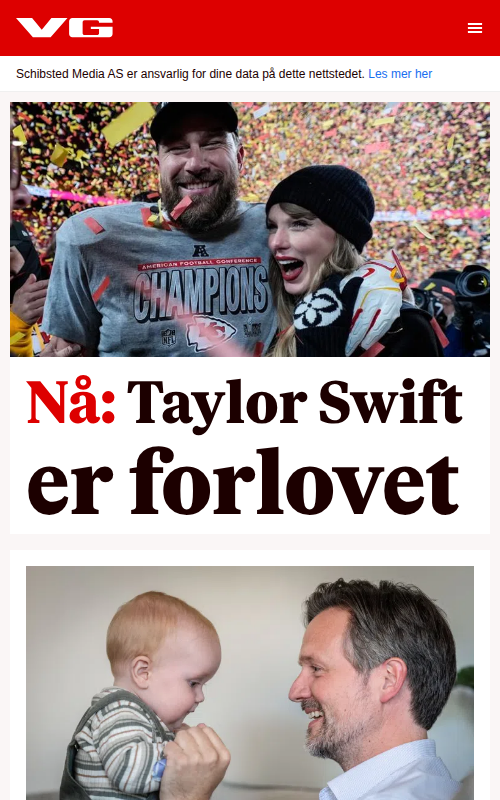 VG
Schibsted Media AS er ansvarlig for dine data på dette nettstedet. Les mer her
AMERICAN FOOTBALL CONFERENCE
CHAMPIONS
KC
NFL
Nå: Taylor Swift
er forlovet